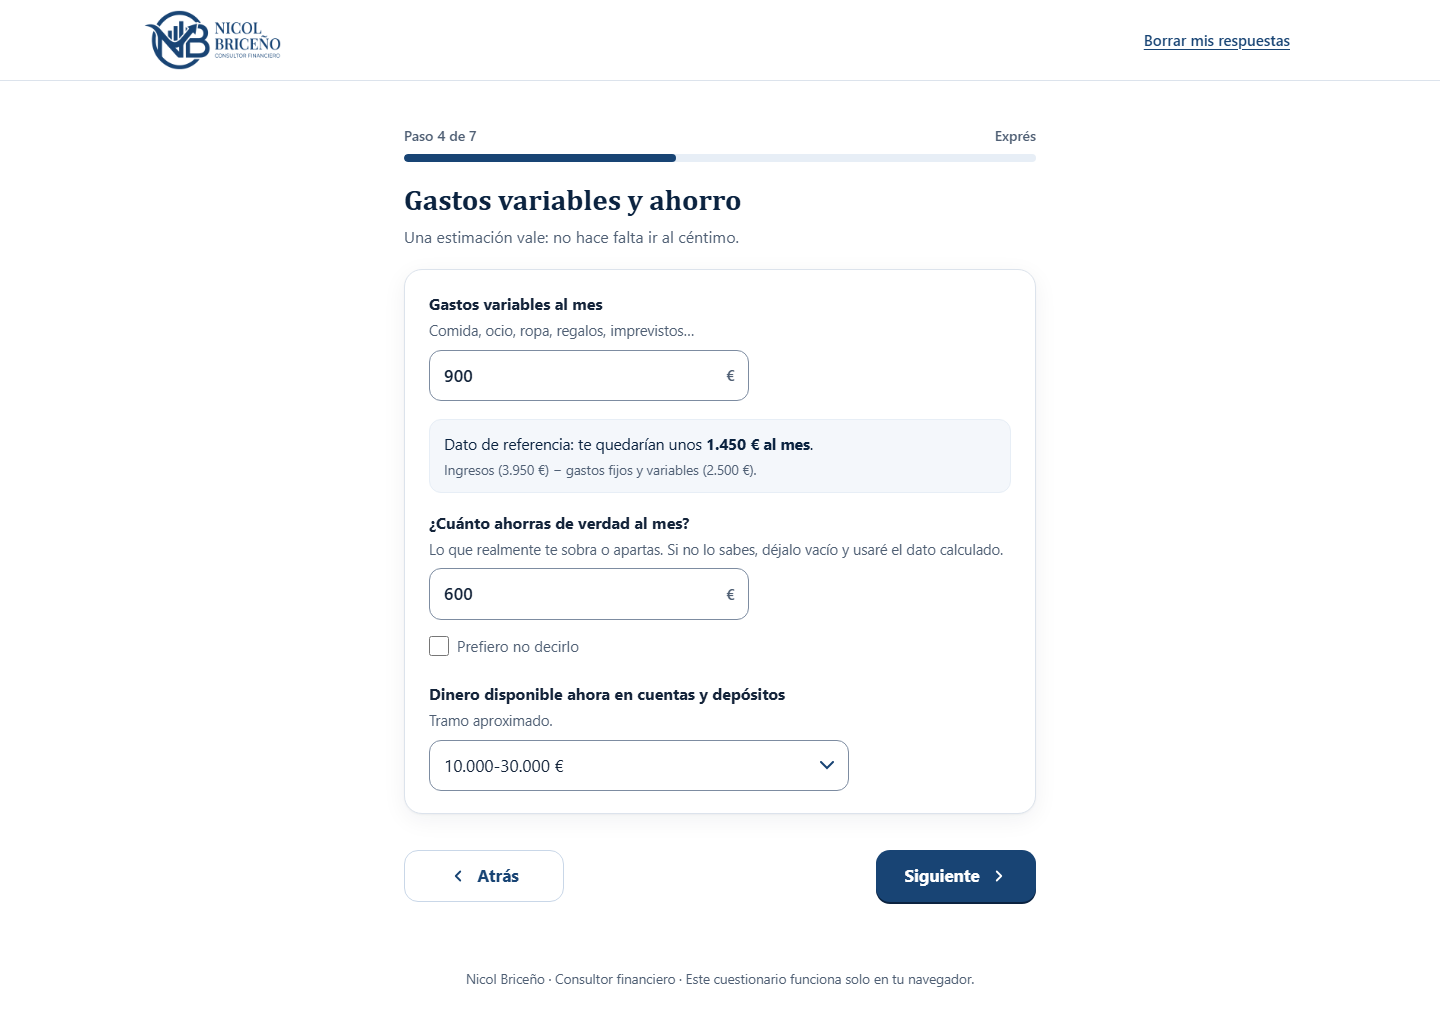 NICOL
BRICEÑO
CONSULTOR FINANCIERO
Borrar mis respuestas
Paso 4 de 7
Exprés
Gastos variables y ahorro
Una estimación vale: no hace falta ir al céntimo.
Gastos variables al mes
Comida, ocio, ropa, regalos, imprevistos…
900 €
Dato de referencia: te quedarían unos 1.450 € al mes.
Ingresos (3.950 €) − gastos fijos y variables (2.500 €).
¿Cuánto ahorras de verdad al mes?
Lo que realmente te sobra o apartas. Si no lo sabes, déjalo vacío y usaré el dato calculado.
600 €
Prefiero no decirlo
Dinero disponible ahora en cuentas y depósitos
Tramo aproximado.
10.000-30.000 €
Atrás
Siguiente
Nicol Briceño · Consultor financiero · Este cuestionario funciona solo en tu navegador.